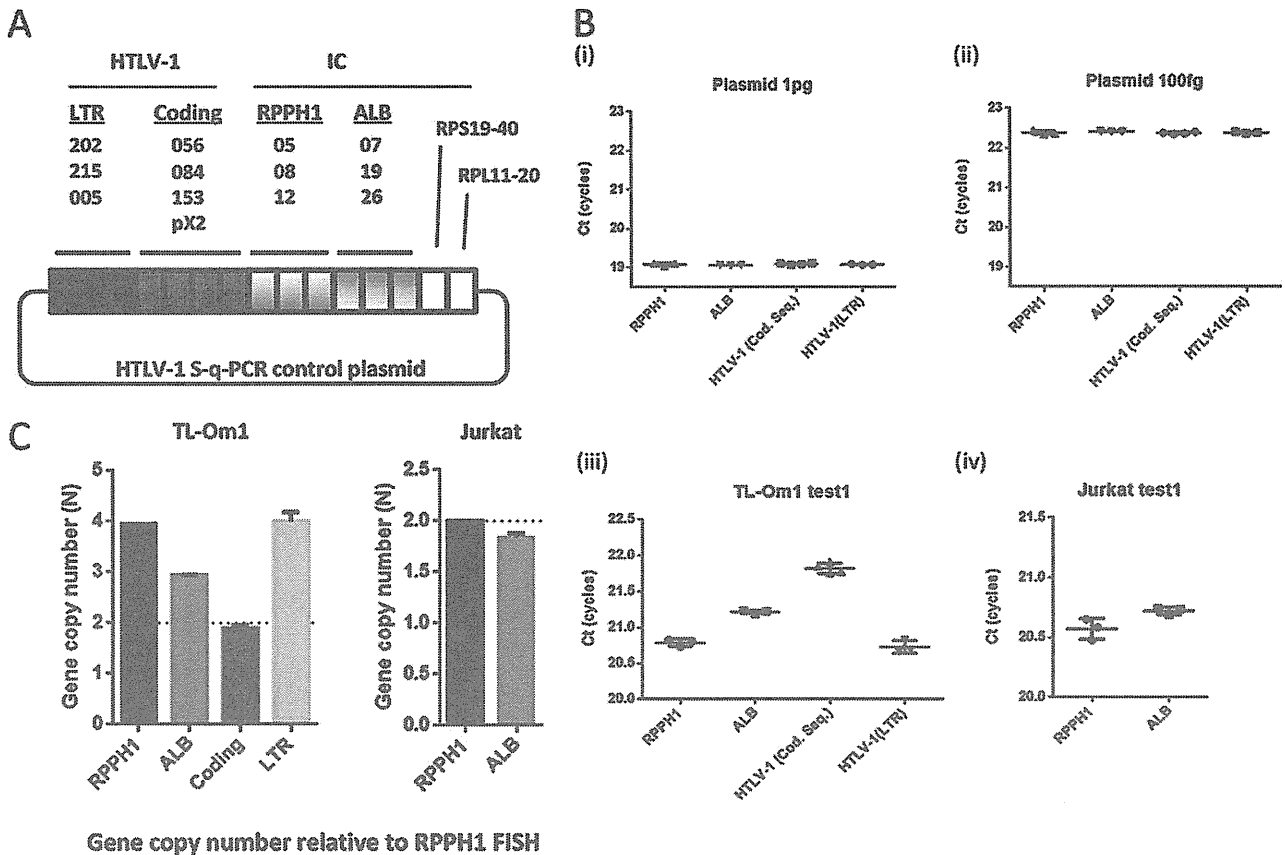 A
HTLV-1 IC
LTR Coding RPPH1 ALB
202 056 05 07
215 084 08 19
005 153 12 26
pX2
RPS19-40
RPL11-20
HTLV-1 S-q-PCR control plasmid
B
(i)
Plasmid 1pg
Ct (cycles)
23
22
21
20
19
RPPH1
ALB
HTLV-1 (Cod. Seq.)
HTLV-1(LTR)
(ii)
Plasmid 100fg
Ct (cycles)
23
22
21
20
19
RPPH1
ALB
HTLV-1 (Cod. Seq.)
HTLV-1(LTR)
(iii)
TL-Om1 test1
Ct (cycles)
22.5
22.0
21.5
21.0
20.6
20.0
RPPH1
ALB
HTLV-1 (Cod. Seq.)
HTLV-1(LTR)
(iv)
Jurkat test1
Ct (cycles)
21.5
21.0
20.5
20.0
RPPH1
ALB
C
TL-Om1
Gene copy number (N)
5
4
3
2
1
0
RPPH1
ALB
Coding
LTR
Jurkat
Gene copy number (N)
2.5
2.0
1.5
1.0
0.5
0.0
RPPH1
ALB
Gene copy number relative to RPPH1 FISH